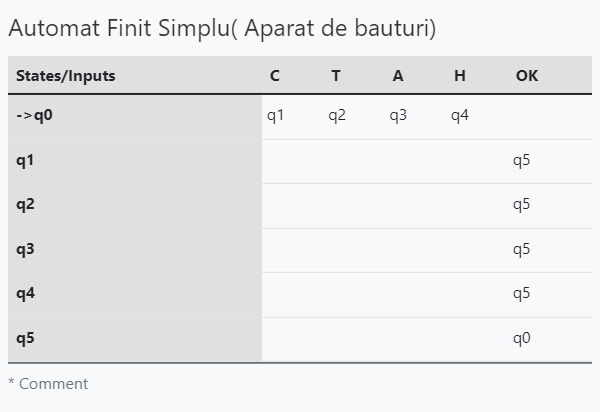 Automat Finit Simplu( Aparat de bauturi)
States/Inputs C T A H OK
->q0 q1 q2 q3 q4
q1 q5
q2 q5
q3 q5
q4 q5
q5 q0
* Comment